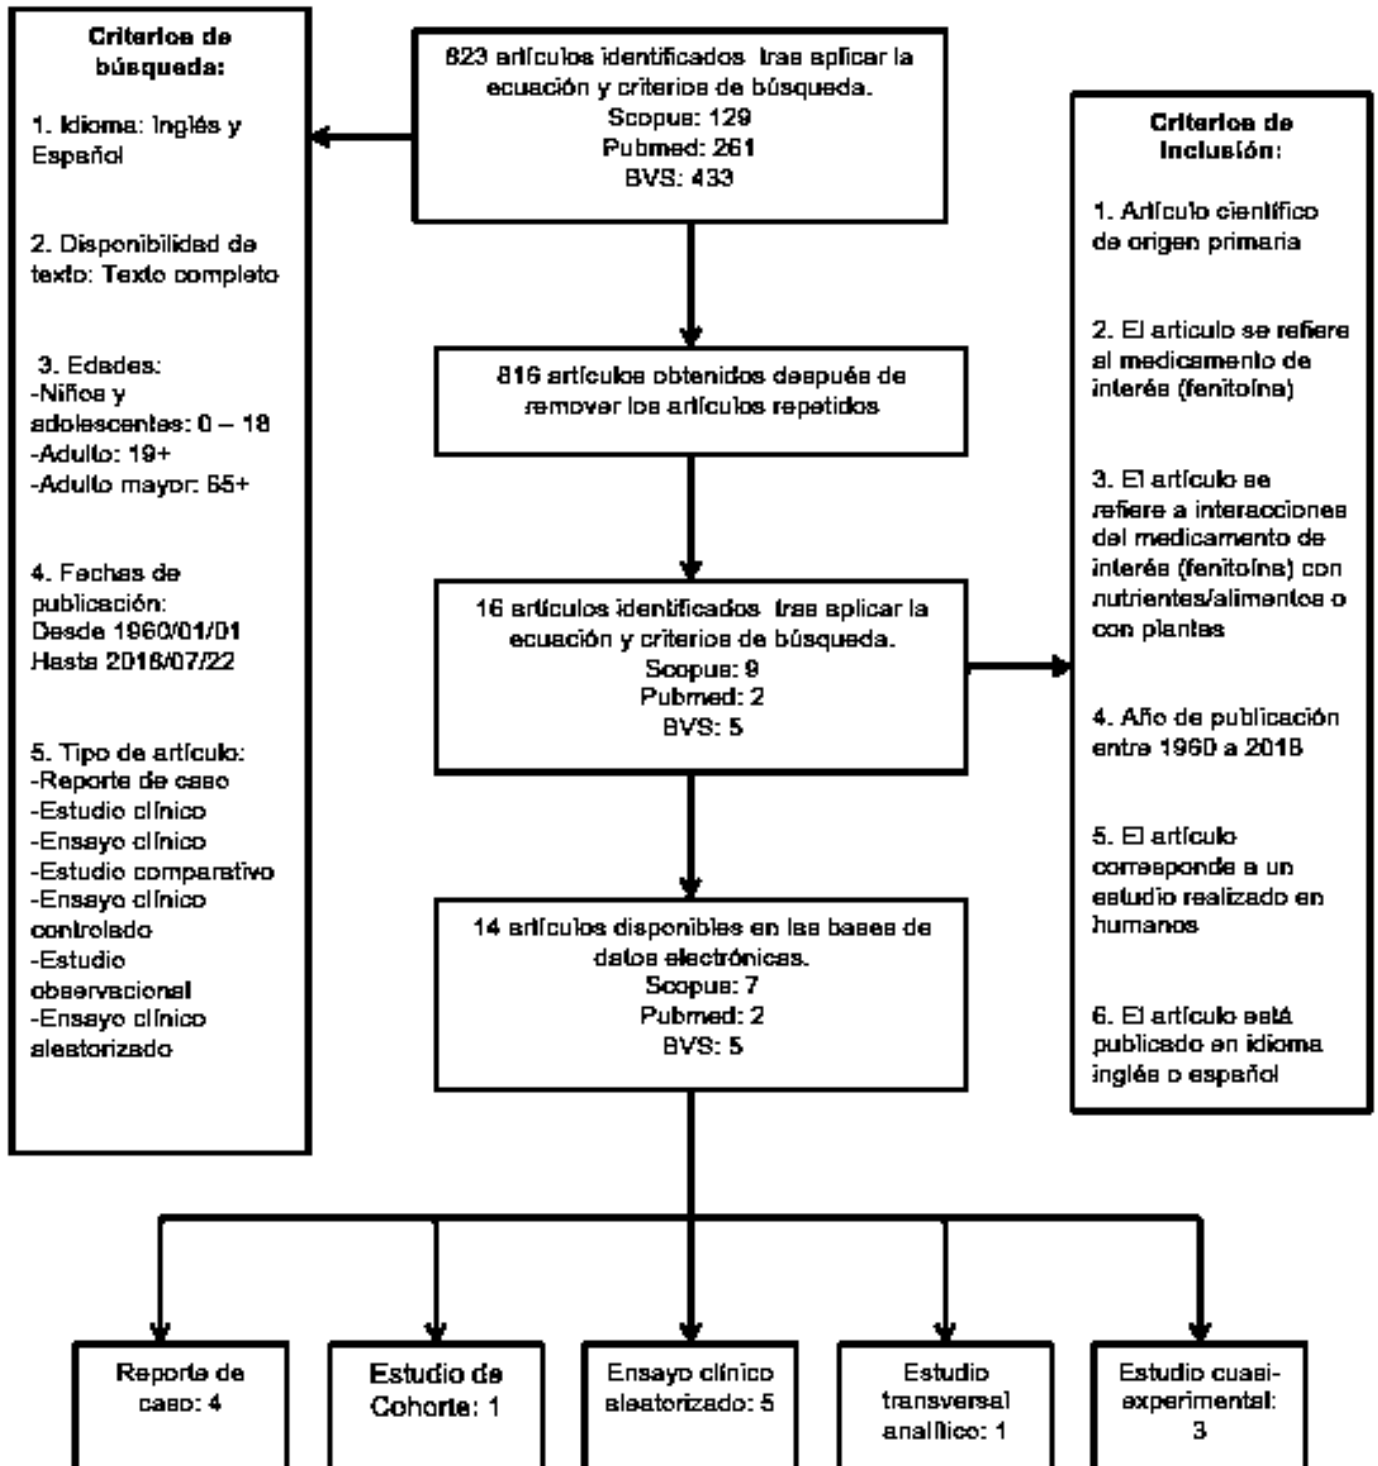 Criterios de
búsqueda:
1. Idioma: Inglés y
Español
2. Disponibilidad de
texto: Texto completo
3. Edades:
-Niños y
adolescentes: 0 – 18
-Adulto: 19+
-Adulto mayor: 65+
4. Fechas de
publicación:
Desde 1960/01/01
Hasta 2018/07/22
5. Tipo de artículo:
-Reporte de caso
-Estudio clínico
-Ensayo clínico
-Estudio comparativo
-Ensayo clínico
controlado
-Estudio
observacional
-Ensayo clínico
aleatorizado
823 artículos identificados tras aplicar la
ecuación y criterios de búsqueda.
Scopus: 129
Pubmed: 261
BVS: 433
816 artículos obtenidos después de
remover los artículos repetidos
16 artículos identificados tras aplicar la
ecuación y criterios de búsqueda.
Scopus: 9
Pubmed: 2
BVS: 5
14 artículos disponibles en las bases de
datos electrónicas.
Scopus: 7
Pubmed: 2
BVS: 5
Criterios de
Inclusión:
1. Artículo científico
de origen primaria
2. El articulo se refiere
al medicamento de
interés (fenitoína)
3. El artículo se
refiere a interacciones
del medicamento de
interés (fenitoína) con
nutrientes/alimentos o
con plantas
4. Año de publicación
entre 1960 a 2018
5. El artículo
corresponde a un
estudio realizado en
humanos
6. El artículo está
publicado en idioma
inglés o español
Reporte de
caso: 4
Estudio de
Cohorte: 1
Ensayo clínico
aleatorizado: 5
Estudio
transversal
analítico: 1
Estudio cuasi-
experimental:
3